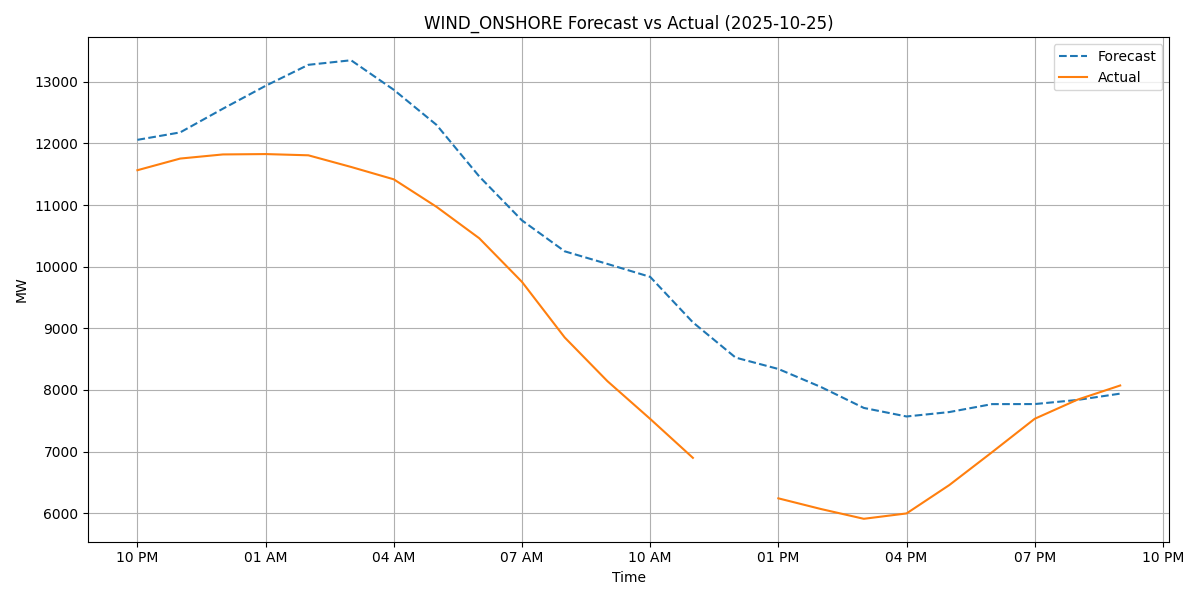 WIND_ONSHORE Forecast vs Actual (2025-10-25)
Forecast
Actual
MW
13000
12000
11000
10000
9000
8000
7000
6000
10 PM 01 AM 04 AM 07 AM 10 AM 01 PM 04 PM 07 PM 10 PM
Time